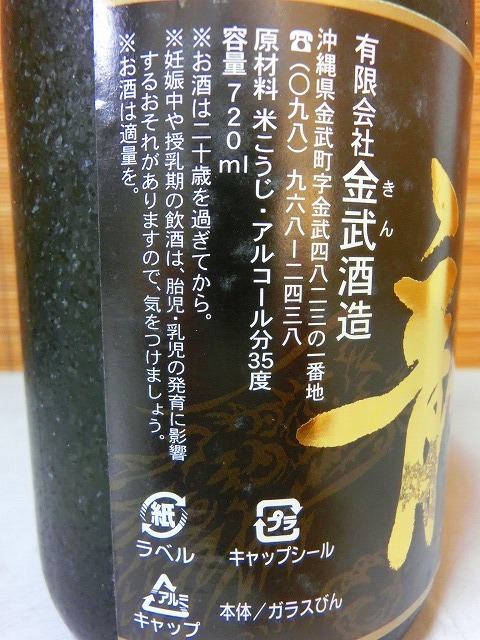 有限会社金武酒造
きん
沖縄県金武町字金武四八二三の一番地
☎(〇九八)九六八ー二四三八
原材料 米こうじ・アルコール分35度
容量 720ml
※お酒は二十歳を過ぎてから。
※妊娠中や授乳期の飲酒は、胎児・乳児の発育に影響
するおそれがありますので、気をつけましょう。
※お酒は適量を。
紙
ラベル
プラ
キャップシール
アルミ
キャップ
本体/ガラスびん